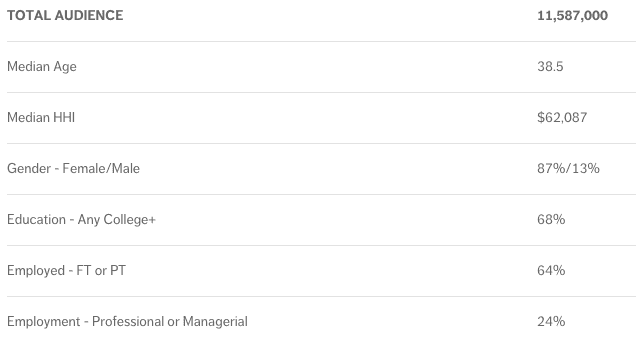 TOTAL AUDIENCE 11,587,000
Median Age 38.5
Median HHI $62,087
Gender - Female/Male 87%/13%
Education - Any College+ 68%
Employed - FT or PT 64%
Employment - Professional or Managerial 24%